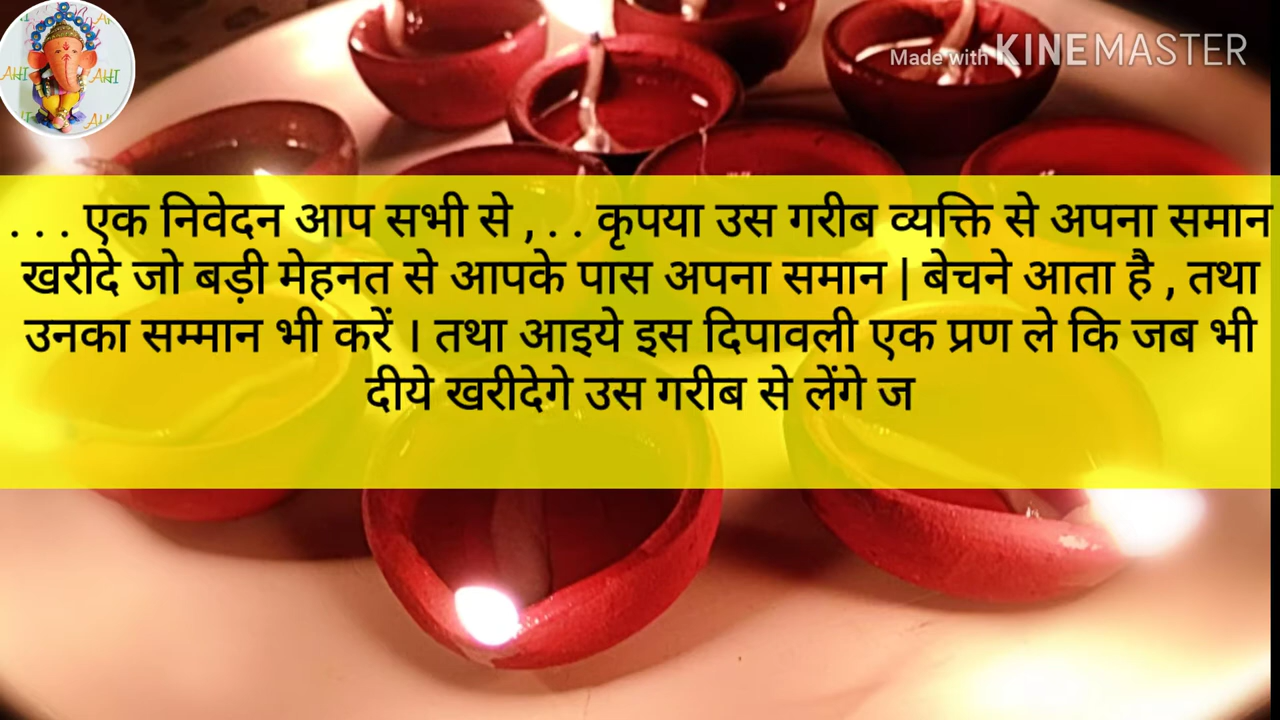 Made with KINEMASTER
. . . एक निवेदन आप सभी से , . . कृपया उस गरीब व्यक्ति से अपना समान
खरीदे जो बड़ी मेहनत से आपके पास अपना समान | बेचने आता है , तथा
उनका सम्मान भी करें । तथा आइये इस दिपावली एक प्रण ले कि जब भी
दीये खरीदेगे उस गरीब से लेंगे ज